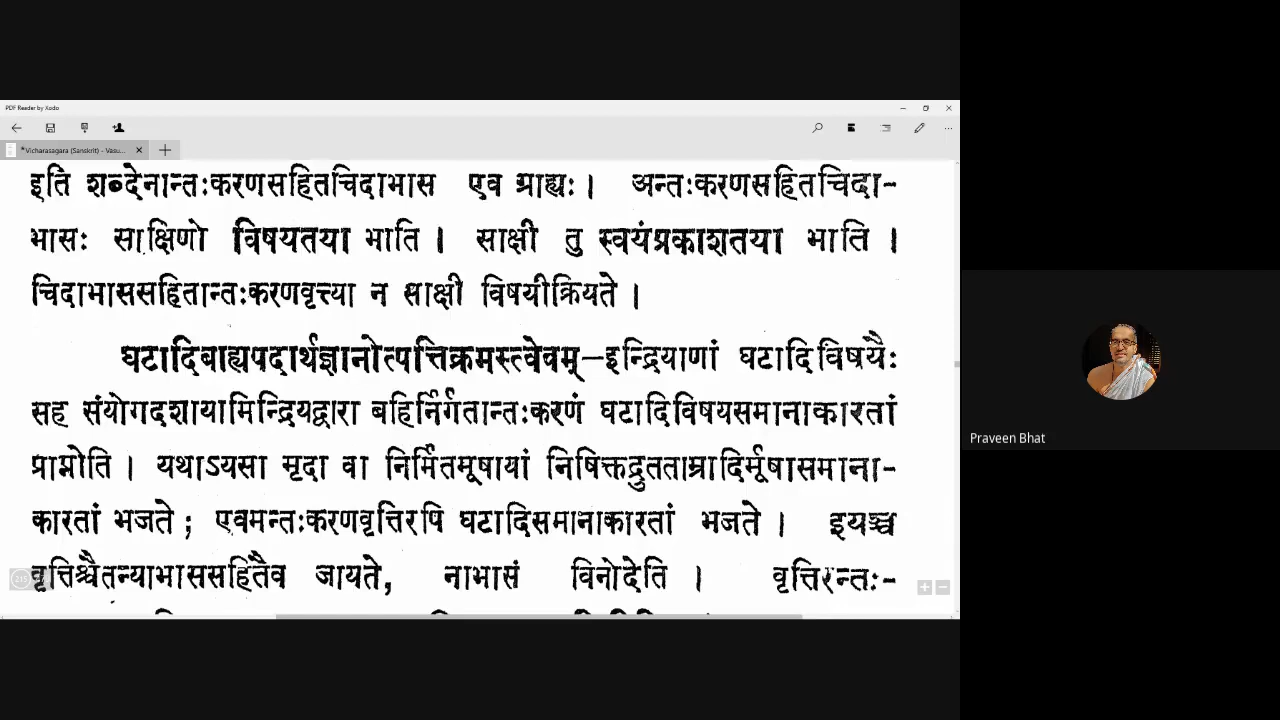 PDF Reader by Xodo
*Vicharasagara (Sanskrit) - Vasu...
इति शब्देनान्तःकरणसहितचिदाभास एव ग्राह्यः । अन्तःकरणसहितचिदा-
भासः साक्षिणो विषयतया भाति । साक्षी तु स्वयंप्रकाशतया भाति ।
चिदाभाससहितान्तःकरणवृत्त्या न साक्षी विषयीक्रियते ।
घटादिबाह्यपदार्थज्ञानोत्पत्तिक्रमस्त्वेवम्—इन्द्रियाणां घटादिविषयैः
सह संयोगदशायामिन्द्रियद्वारा बहिर्निर्गतान्तःकरणं घटादिविषयसमानाकारतां
प्राप्नोति । यथाऽयसा मृदा वा निर्मितमूषायां निषिक्तद्रुतताम्रादिर्मूषासमाना-
कारतां भजते ; एवमन्तःकरणवृत्तिरपि घटादिसमानाकारतां भजते । इयञ्च
वृत्तिश्चैतन्याभाससहितैव जायते, नाभासं विनोदेति । वृत्तिरन्तः-
Praveen Bhat